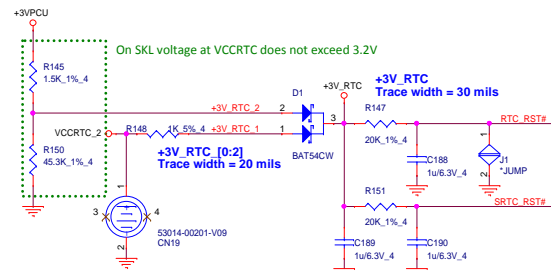 +3VPCU
On SKL voltage at VCCRTC does not exceed 3.2V
R145
1.5K_1%_4
+3V_RTC
D1
+3V_RTC
Trace width = 30 mils
+3V_RTC_2
2
R147
RTC_RST#
VCCRTC_2
R148
1K_5%_4
+3V_RTC_1
1
3
20K_1%_4
R150
45.3K_1%_4
+3V_RTC_[0:2]
Trace width = 20 mils
BAT54CW
C188
1u/6.3V_4
1
J1
*JUMP
2
1
R151
SRTC_RST#
3
4
20K_1%_4
53014-00201-V09
CN19
2
C189
1u/6.3V_4
C190
1u/6.3V_4